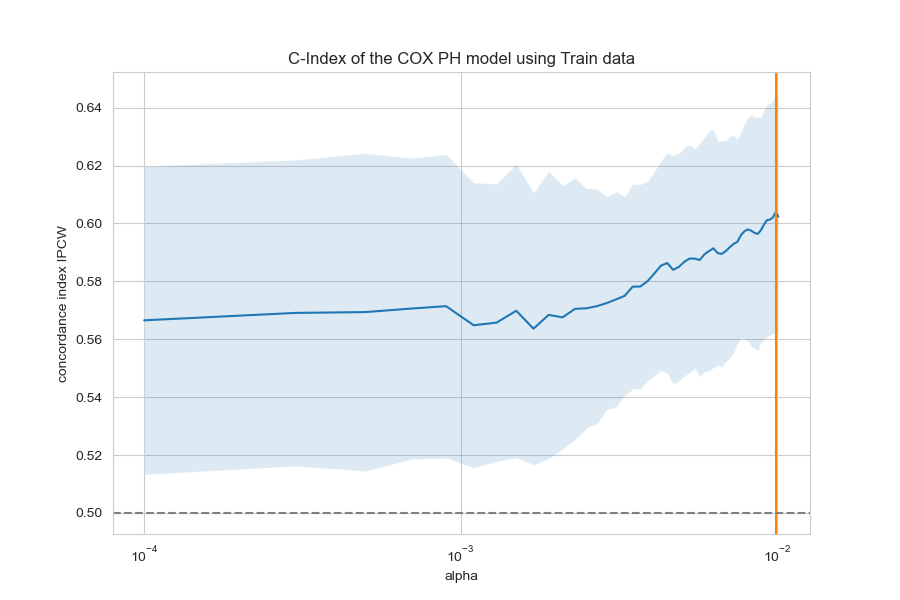 C-Index of the COX PH model using Train data
concordance index IPCW
0.64
0.62
0.60
0.58
0.56
0.54
0.52
0.50
10⁻⁴ 10⁻³ 10⁻²
alpha